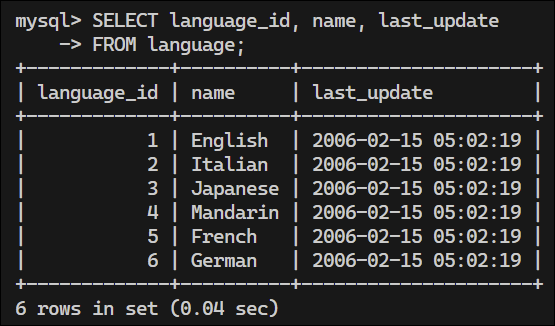 mysql> SELECT language_id, name, last_update
    -> FROM language;
+-------------+----------+---------------------+
| language_id | name     | last_update         |
+-------------+----------+---------------------+
|           1 | English  | 2006-02-15 05:02:19 |
|           2 | Italian  | 2006-02-15 05:02:19 |
|           3 | Japanese | 2006-02-15 05:02:19 |
|           4 | Mandarin | 2006-02-15 05:02:19 |
|           5 | French   | 2006-02-15 05:02:19 |
|           6 | German   | 2006-02-15 05:02:19 |
+-------------+----------+---------------------+
6 rows in set (0.04 sec)